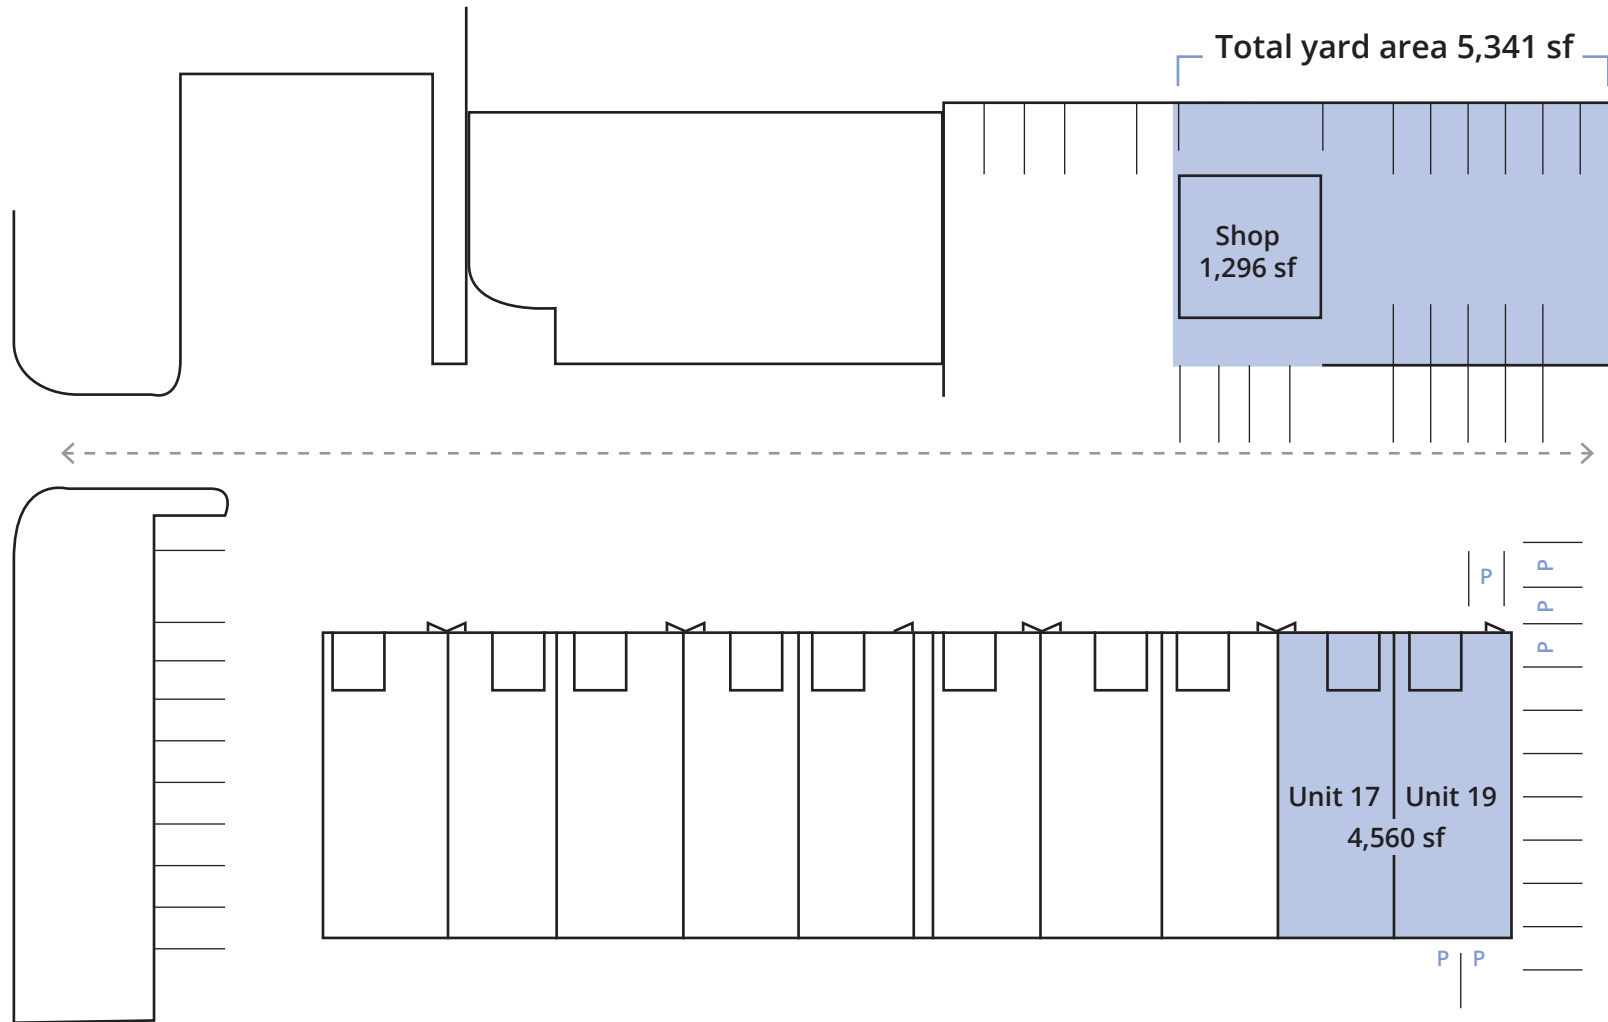 Total yard area 5,341 sf
Shop
1,296 sf
P
P
P
P
Unit 17
Unit 19
4,560 sf
P
P